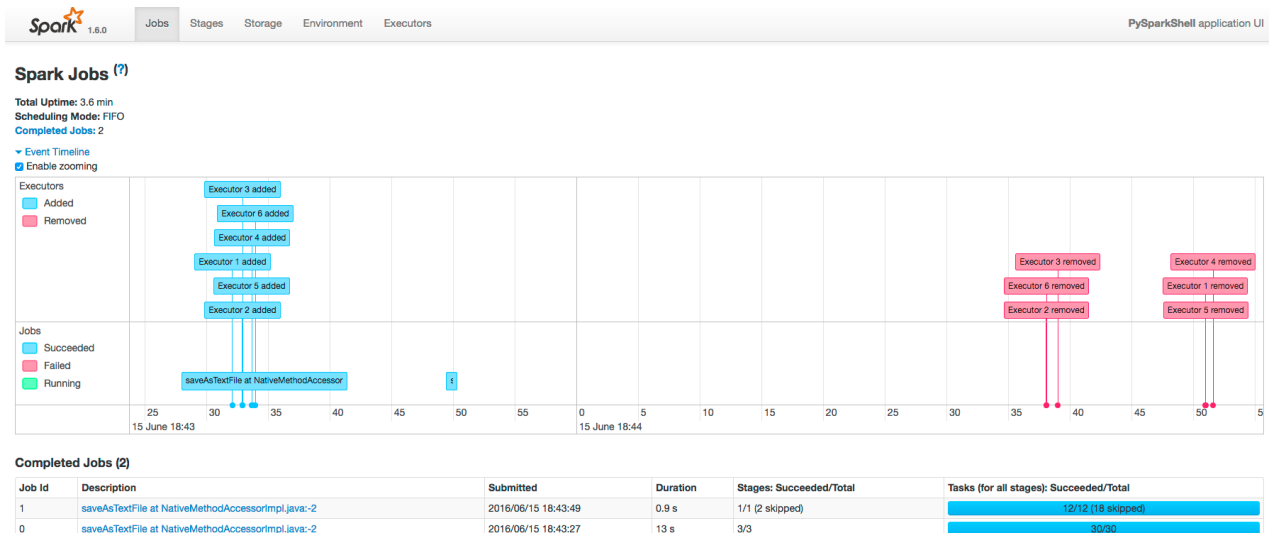 Spark 1.6.0 Jobs Stages Storage Environment Executors PySparkShell application UI
Spark Jobs (?)
Total Uptime: 3.6 min
Scheduling Mode: FIFO
Completed Jobs: 2
Event Timeline
Enable zooming
Executors
Added
Removed
Executor 3 added
Executor 6 added
Executor 4 added
Executor 1 added
Executor 5 added
Executor 2 added
Executor 3 removed Executor 4 removed
Executor 6 removed Executor 1 removed
Executor 2 removed Executor 5 removed
Jobs
Succeeded
Failed
Running
saveAsTextFile at NativeMethodAccessor s
25 30 35 40 45 50 55 0 5 10 15 20 25 30 35 40 45 50 5
15 June 18:43 15 June 18:44
Completed Jobs (2)
Job Id Description Submitted Duration Stages: Succeeded/Total Tasks (for all stages): Succeeded/Total
1 saveAsTextFile at NativeMethodAccessorImpl.java:-2 2016/06/15 18:43:49 0.9 s 1/1 (2 skipped) 12/12 (18 skipped)
0 saveAsTextFile at NativeMethodAccessorImpl.java:-2 2016/06/15 18:43:27 13 s 3/3 30/30